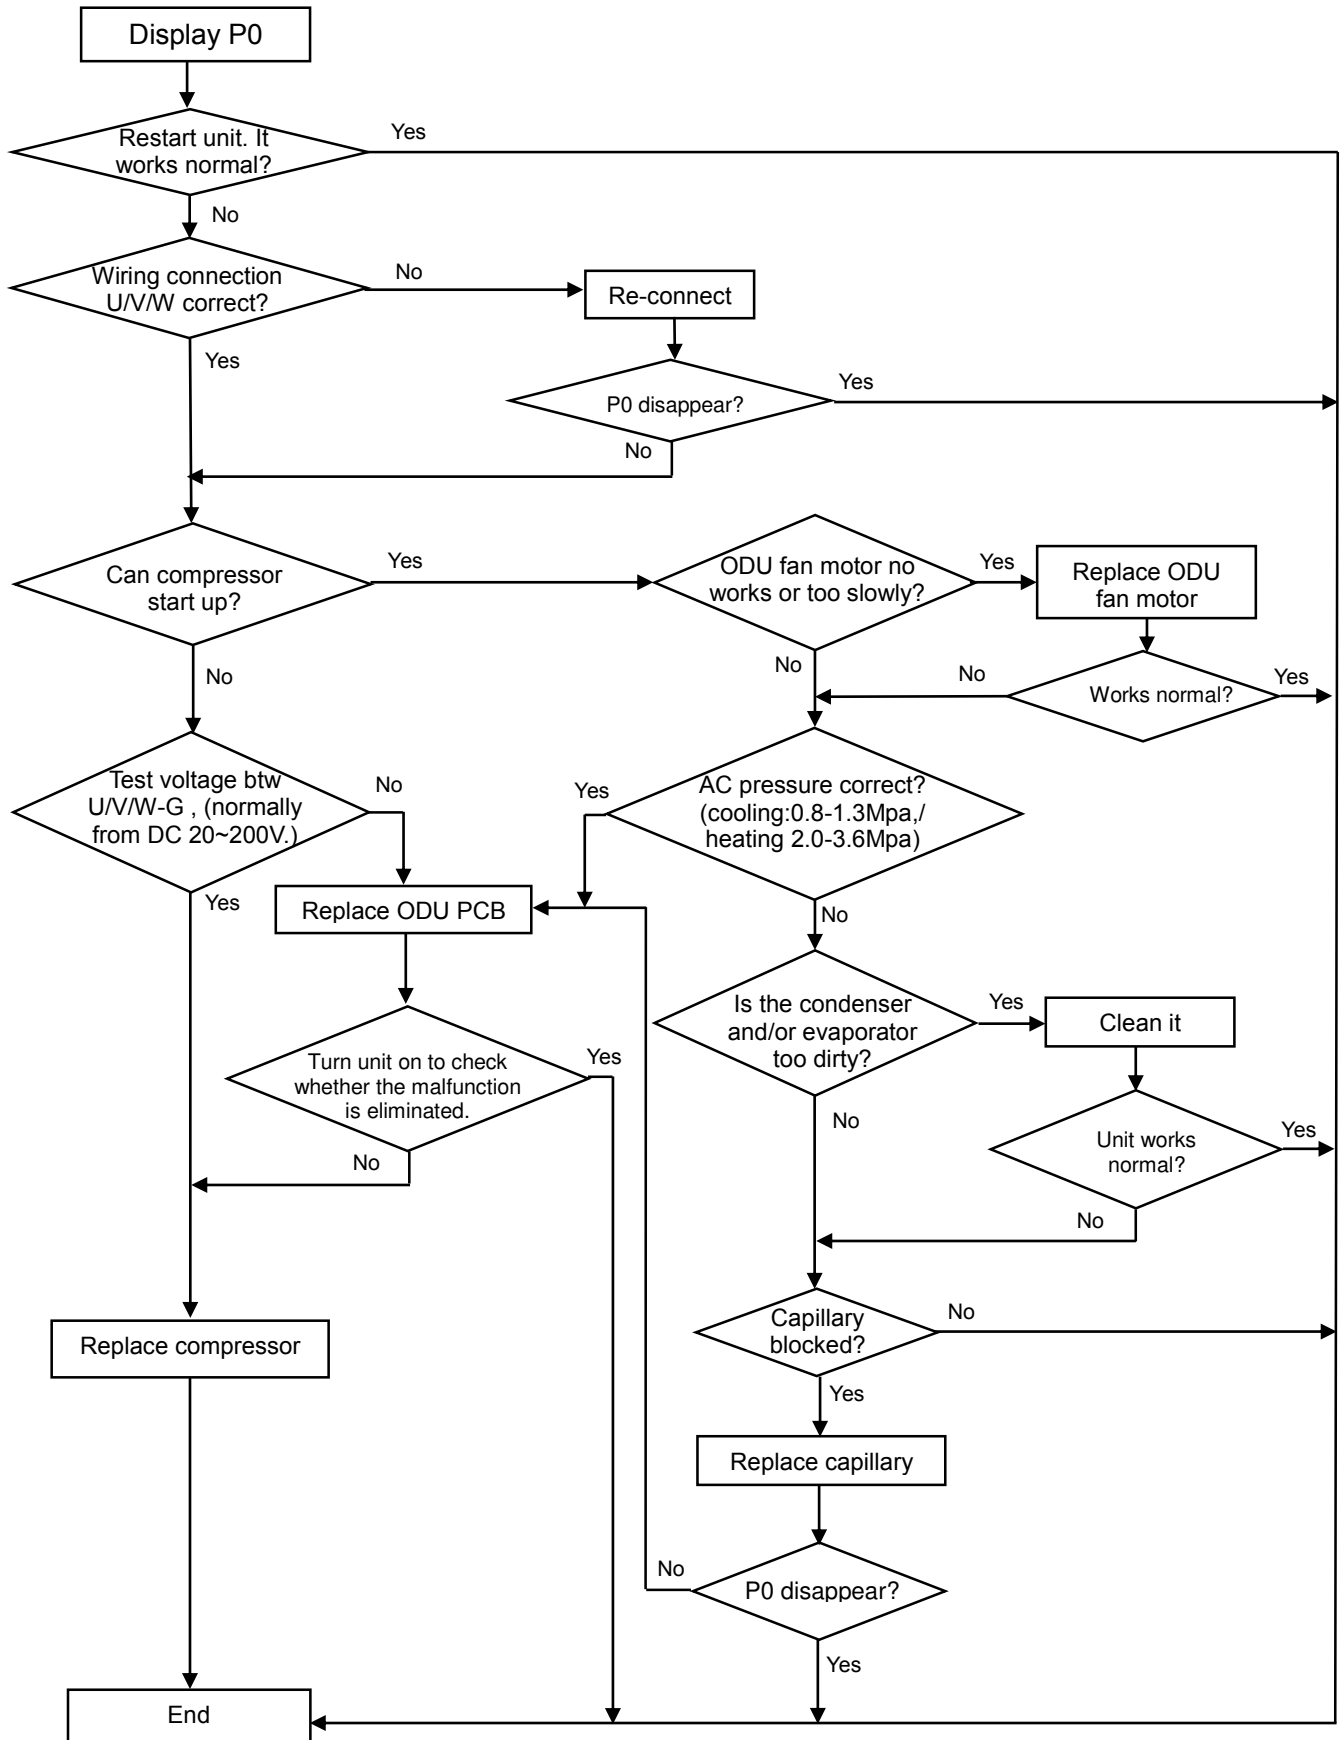 Display P0
Restart unit. It
works normal?
Yes
No
Wiring connection
U/V/W correct?
No
Re-connect
Yes
P0 disappear?
Yes
No
Can compressor
start up?
Yes
ODU fan motor no
works or too slowly?
Yes
Replace ODU
fan motor
No
No
No
Works normal?
Yes
Test voltage btw
U/V/W-G , (normally
from DC 20~200V.)
No
Yes
AC pressure correct?
(cooling:0.8-1.3Mpa,/
heating 2.0-3.6Mpa)
Yes
Replace ODU PCB
No
Is the condenser
and/or evaporator
too dirty?
Yes
Clean it
Turn unit on to check
whether the malfunction
is eliminated.
Yes
No
No
Unit works
normal?
Yes
No
Capillary
blocked?
No
Replace compressor
Yes
Replace capillary
No
P0 disappear?
Yes
End